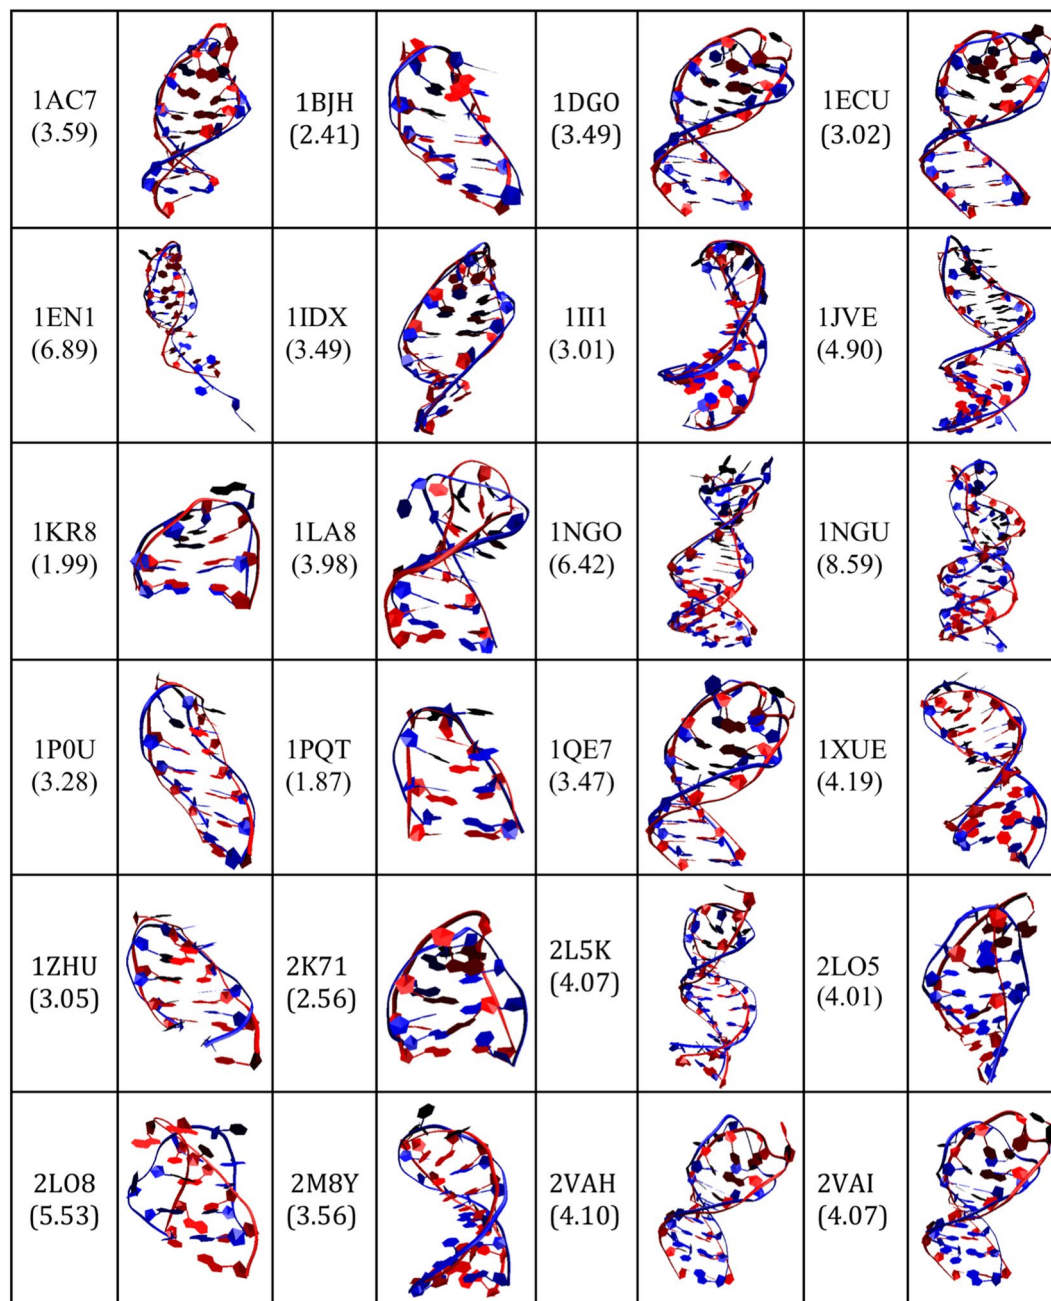 1AC7
(3.59)
1BJH
(2.41)
1DGO
(3.49)
1ECU
(3.02)
1EN1
(6.89)
1IDX
(3.49)
1II1
(3.01)
1JVE
(4.90)
1KR8
(1.99)
1LA8
(3.98)
1NGO
(6.42)
1NGU
(8.59)
1P0U
(3.28)
1PQT
(1.87)
1QE7
(3.47)
1XUE
(4.19)
1ZHU
(3.05)
2K71
(2.56)
2L5K
(4.07)
2LO5
(4.01)
2LO8
(5.53)
2M8Y
(3.56)
2VAH
(4.10)
2VAI
(4.07)